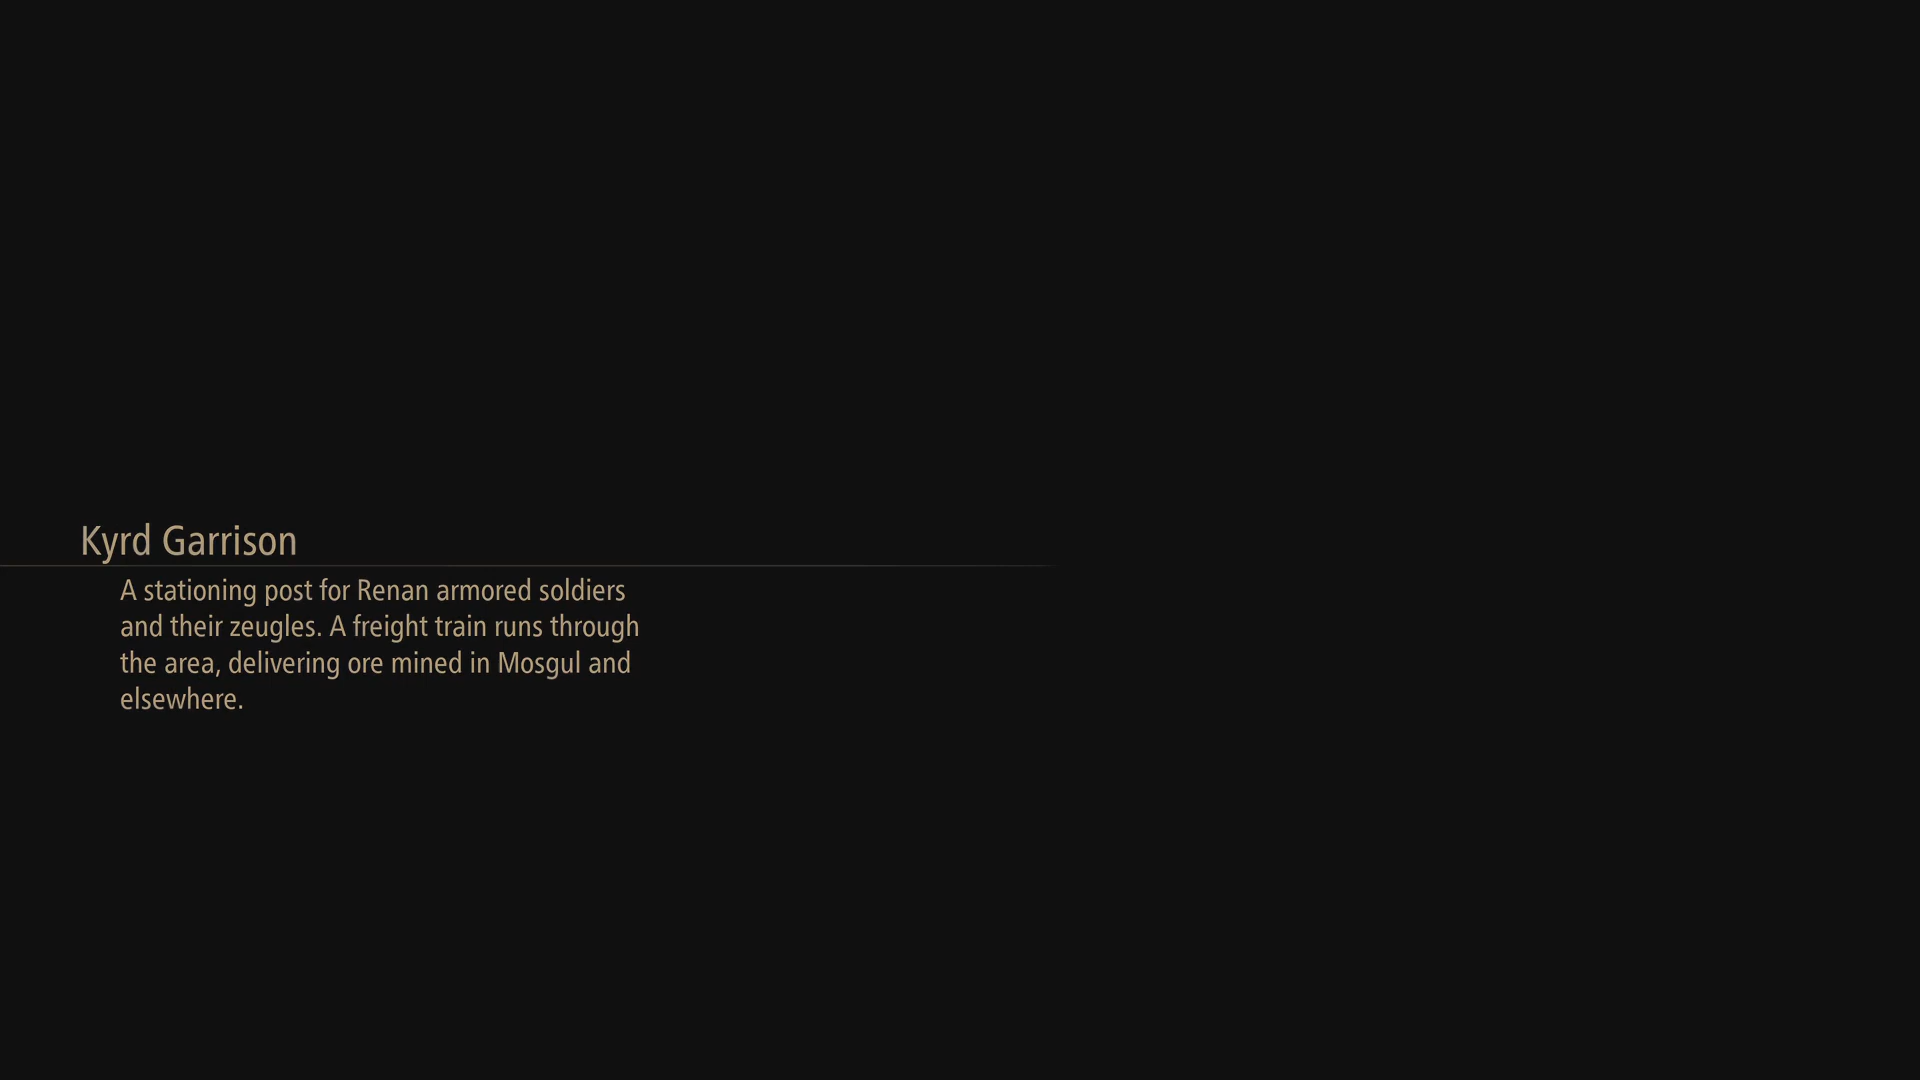 Kyrd Garrison
A stationing post for Renan armored soldiers
and their zeugles. A freight train runs through
the area, delivering ore mined in Mosgul and
elsewhere.